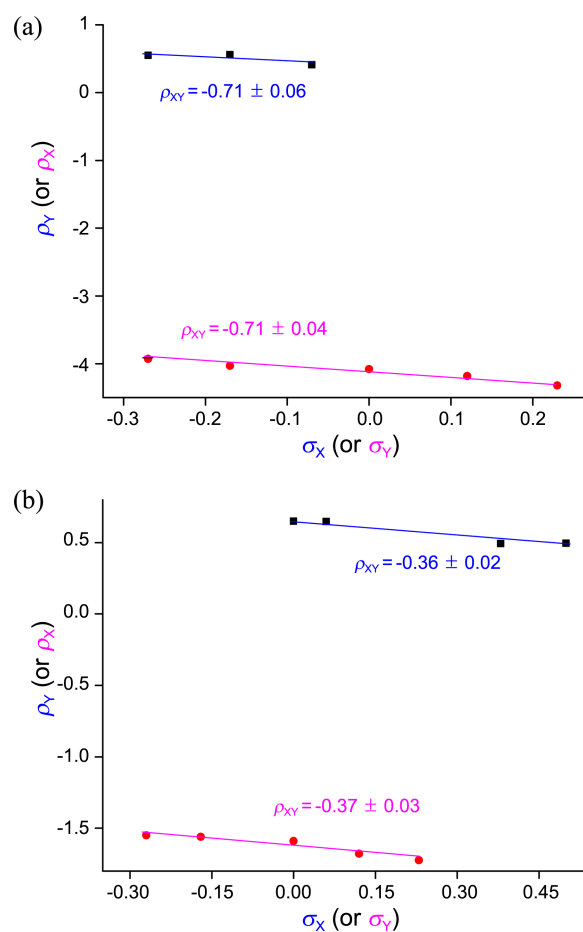 (a)
1
0
-1
-2
-3
-4
ρY (or ρX)
ρXY = -0.71 ± 0.06
ρXY = -0.71 ± 0.04
-0.3 -0.2 -0.1 0.0 0.1 0.2
σX (or σY)
(b)
0.5
0.0
-0.5
-1.0
-1.5
ρY (or ρX)
ρXY = -0.36 ± 0.02
ρXY = -0.37 ± 0.03
-0.30 -0.15 0.00 0.15 0.30 0.45
σX (or σY)